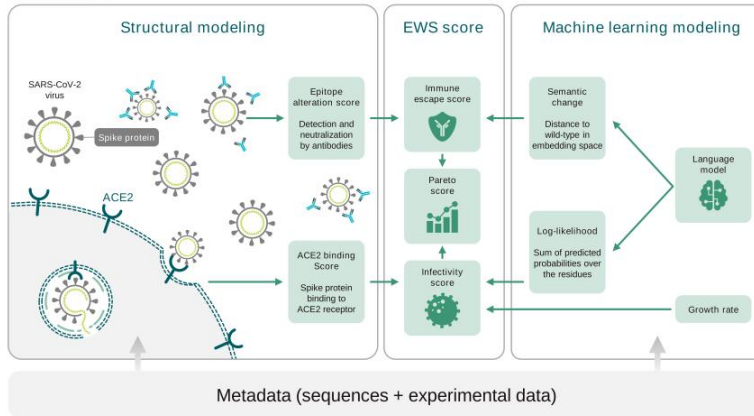 Structural modeling
SARS-CoV-2
virus
Spike protein
ACE2
Epitope
alteration score
Detection and
neutralization
by antibodies
ACE2 binding
Score
Spike protein
binding to
ACE2 receptor
EWS score
Immune
escape score
Pareto
score
Infectivity
score
Machine learning modeling
Semantic
change
Distance to
wild-type in
embedding space
Language
model
Log-likelihood
Sum of predicted
probabilities over
the residues
Growth rate
Metadata (sequences + experimental data)